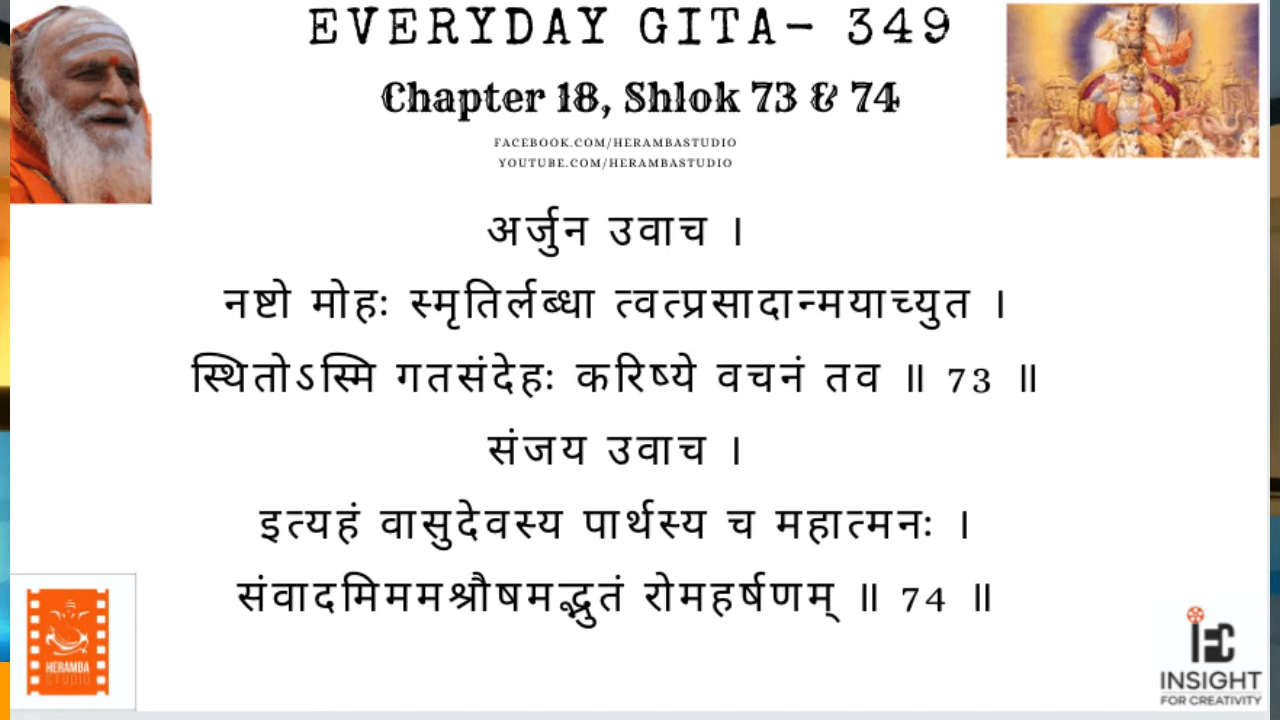 EVERYDAY GITA- 349
Chapter 18, Shlok 73 & 74
FACEBOOK.COM/HERAMBASTUDIO
YOUTUBE.COM/HERAMBASTUDIO
अर्जुन उवाच ।
नष्टो मोहः स्मृतिर्लब्धा त्वत्प्रसादान्मयाच्युत ।
स्थितोऽस्मि गतसंदेहः करिष्ये वचनं तव ॥ 73 ॥
संजय उवाच ।
इत्यहं वासुदेवस्य पार्थस्य च महात्मनः ।
संवादमिममश्रौषमद्भुतं रोमहर्षणम् ॥ 74 ॥
HERAMBA
STUDIO
IFC
INSIGHT
FOR CREATIVITY